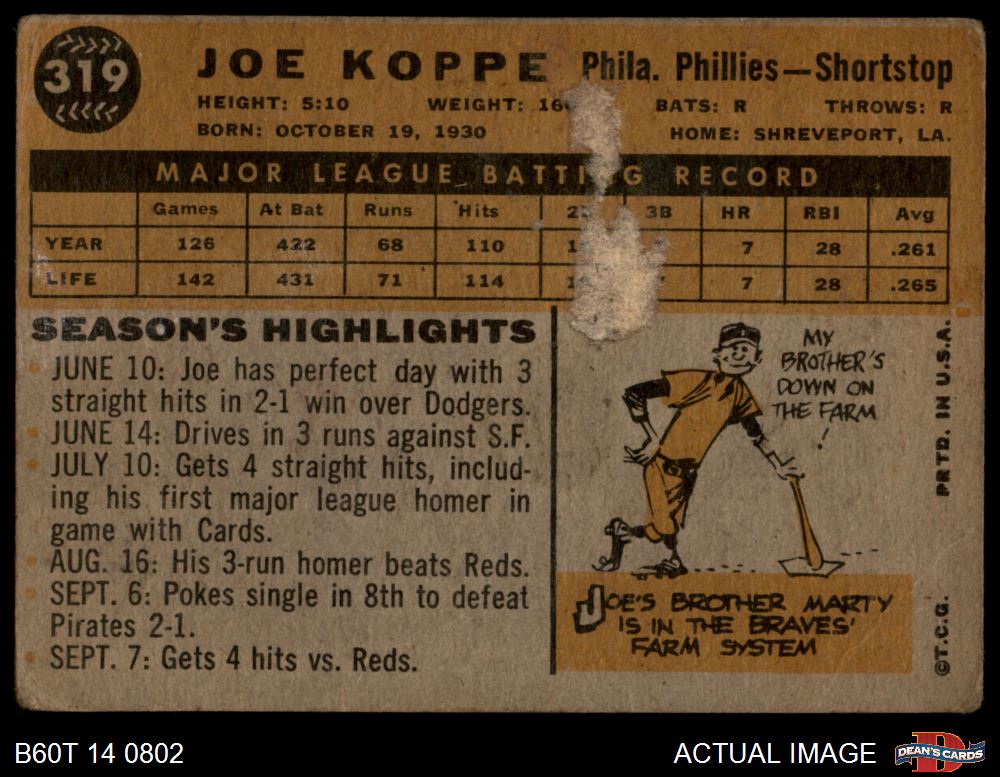 319
JOE KOPPE Phila. Phillies—Shortstop
HEIGHT: 5:10 WEIGHT: BATS: R THROWS: R
BORN: OCTOBER 19, 1930 HOME: SHREVEPORT, LA.
MAJOR LEAGUE BATTING RECORD
Games At Bat Runs Hits 3B HR RBI Avg
YEAR 126 422 68 110 7 28 .261
LIFE 142 431 71 114 7 28 .265
SEASON'S HIGHLIGHTS
JUNE 10: Joe has perfect day with 3
straight hits in 2-1 win over Dodgers.
JUNE 14: Drives in 3 runs against S.F.
JULY 10: Gets 4 straight hits, includ-
ing his first major league homer in
game with Cards.
AUG. 16: His 3-run homer beats Reds.
SEPT. 6: Pokes single in 8th to defeat
Pirates 2-1.
SEPT. 7: Gets 4 hits vs. Reds.
MY
BROTHER'S
DOWN ON
THE FARM
!
JOE'S BROTHER MARTY
IS IN THE BRAVES'
FARM SYSTEM
©T.C.G. PRTD. IN U.S.A.
B60T 14 0802 ACTUAL IMAGE DEAN'S CARDS